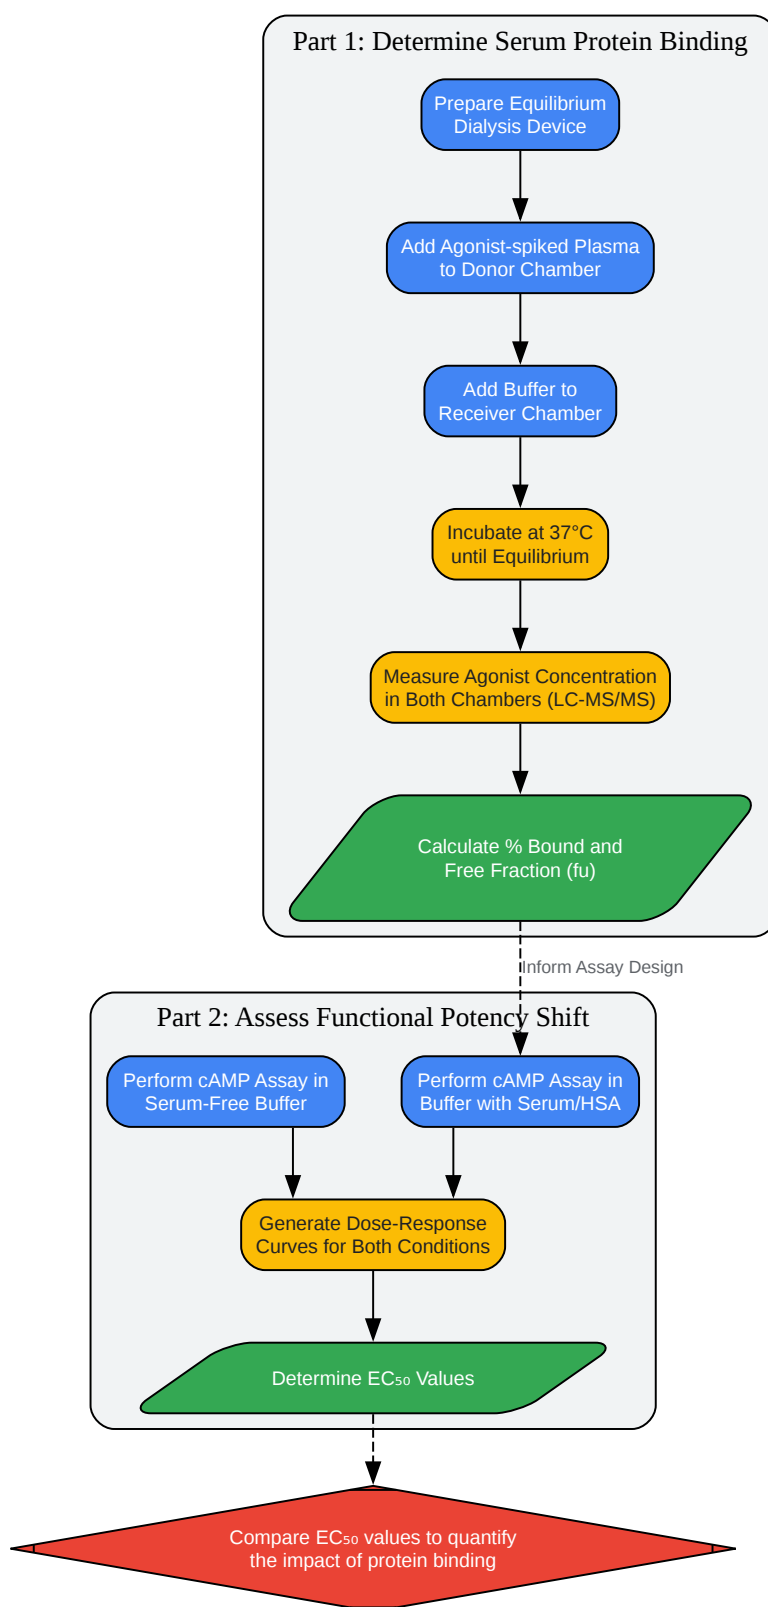 Part 1: Determine Serum Protein Binding
Prepare Equilibrium
Dialysis Device
Add Agonist-spiked Plasma
to Donor Chamber
Add Buffer to
Receiver Chamber
Incubate at 37°C
until Equilibrium
Measure Agonist Concentration
in Both Chambers (LC-MS/MS)
Calculate % Bound and
Free Fraction (fu)
Inform Assay Design
Part 2: Assess Functional Potency Shift
Perform cAMP Assay in
Serum-Free Buffer
Perform cAMP Assay in
Buffer with Serum/HSA
Generate Dose-Response
Curves for Both Conditions
Determine EC₅₀ Values
Compare EC₅₀ values to quantify
the impact of protein binding